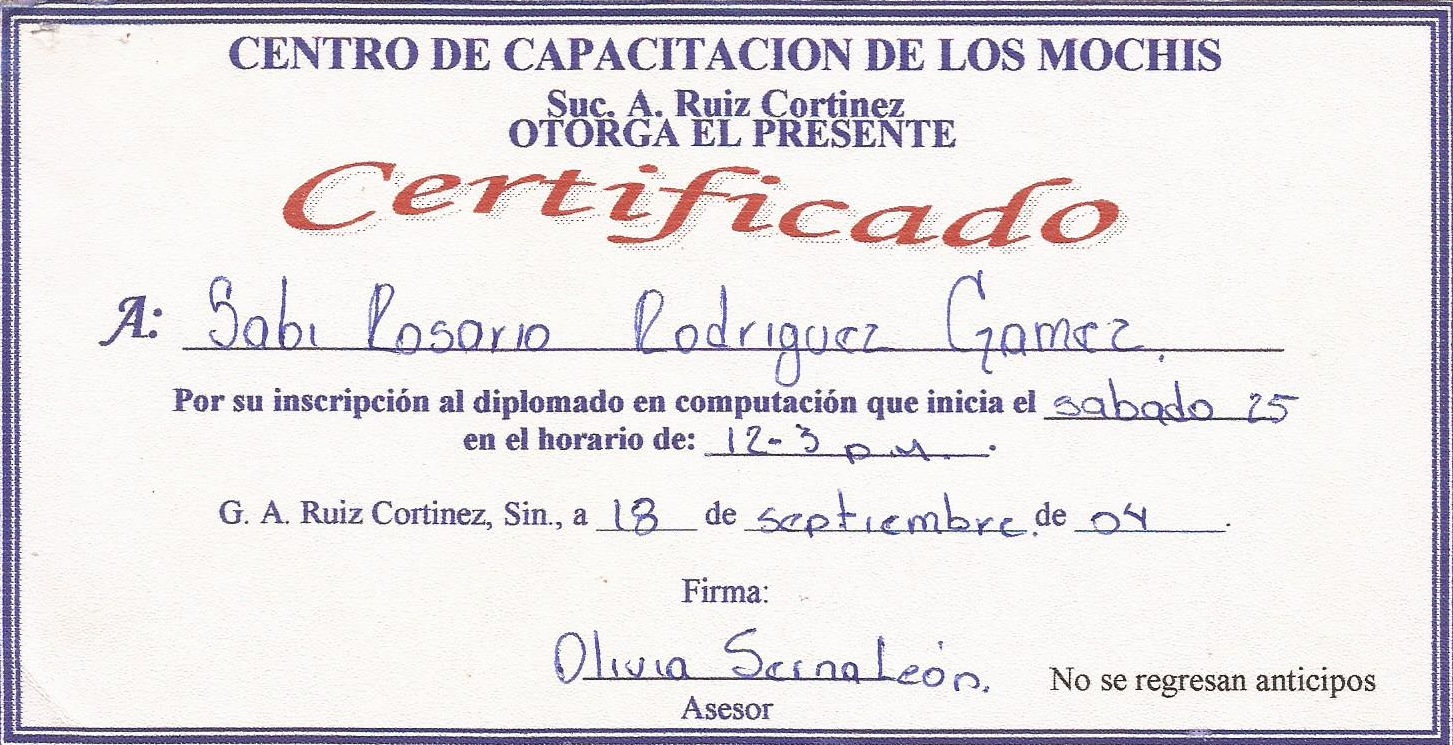 CENTRO DE CAPACITACION DE LOS MOCHIS
Suc. A. Ruiz Cortinez
OTORGA EL PRESENTE
Certificado
A: Sabi Rosario Rodriguez Gamez.
Por su inscripción al diplomado en computación que inicia el sabado 25
en el horario de: 12-3 p.m.
G. A. Ruiz Cortinez, Sin., a 18 de septiembre. de 04.
Firma:
Olivia Serna León.
No se regresan anticipos
Asesor